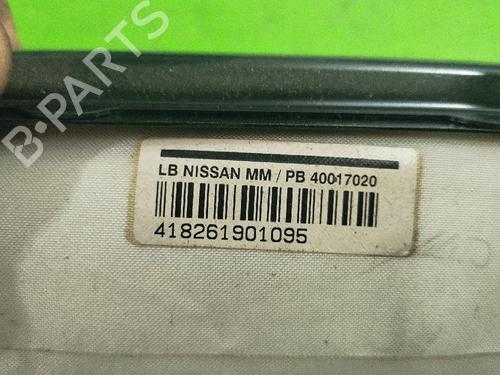 B-PARTS
LB NISSAN MM / PB 40017020
418261901095